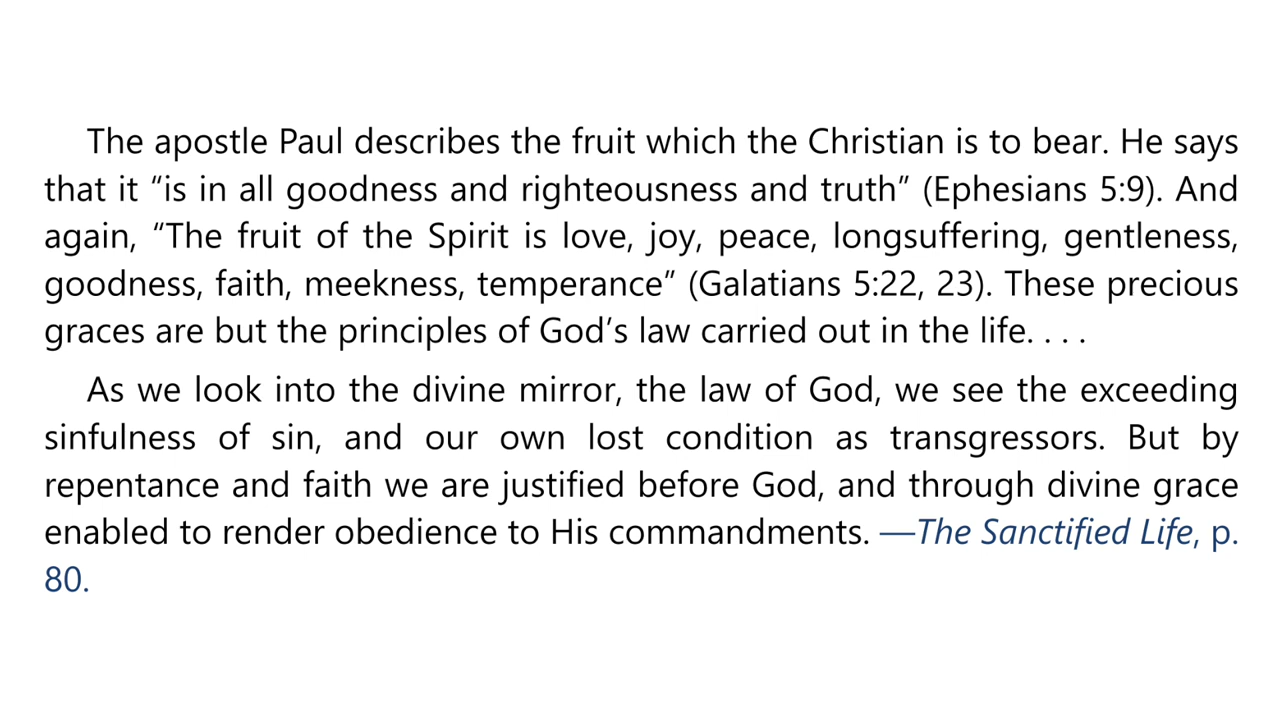 The apostle Paul describes the fruit which the Christian is to bear. He says
that it “is in all goodness and righteousness and truth” (Ephesians 5:9). And
again, “The fruit of the Spirit is love, joy, peace, longsuffering, gentleness,
goodness, faith, meekness, temperance” (Galatians 5:22, 23). These precious
graces are but the principles of God’s law carried out in the life. . . .
As we look into the divine mirror, the law of God, we see the exceeding
sinfulness of sin, and our own lost condition as transgressors. But by
repentance and faith we are justified before God, and through divine grace
enabled to render obedience to His commandments. —The Sanctified Life, p.
80.